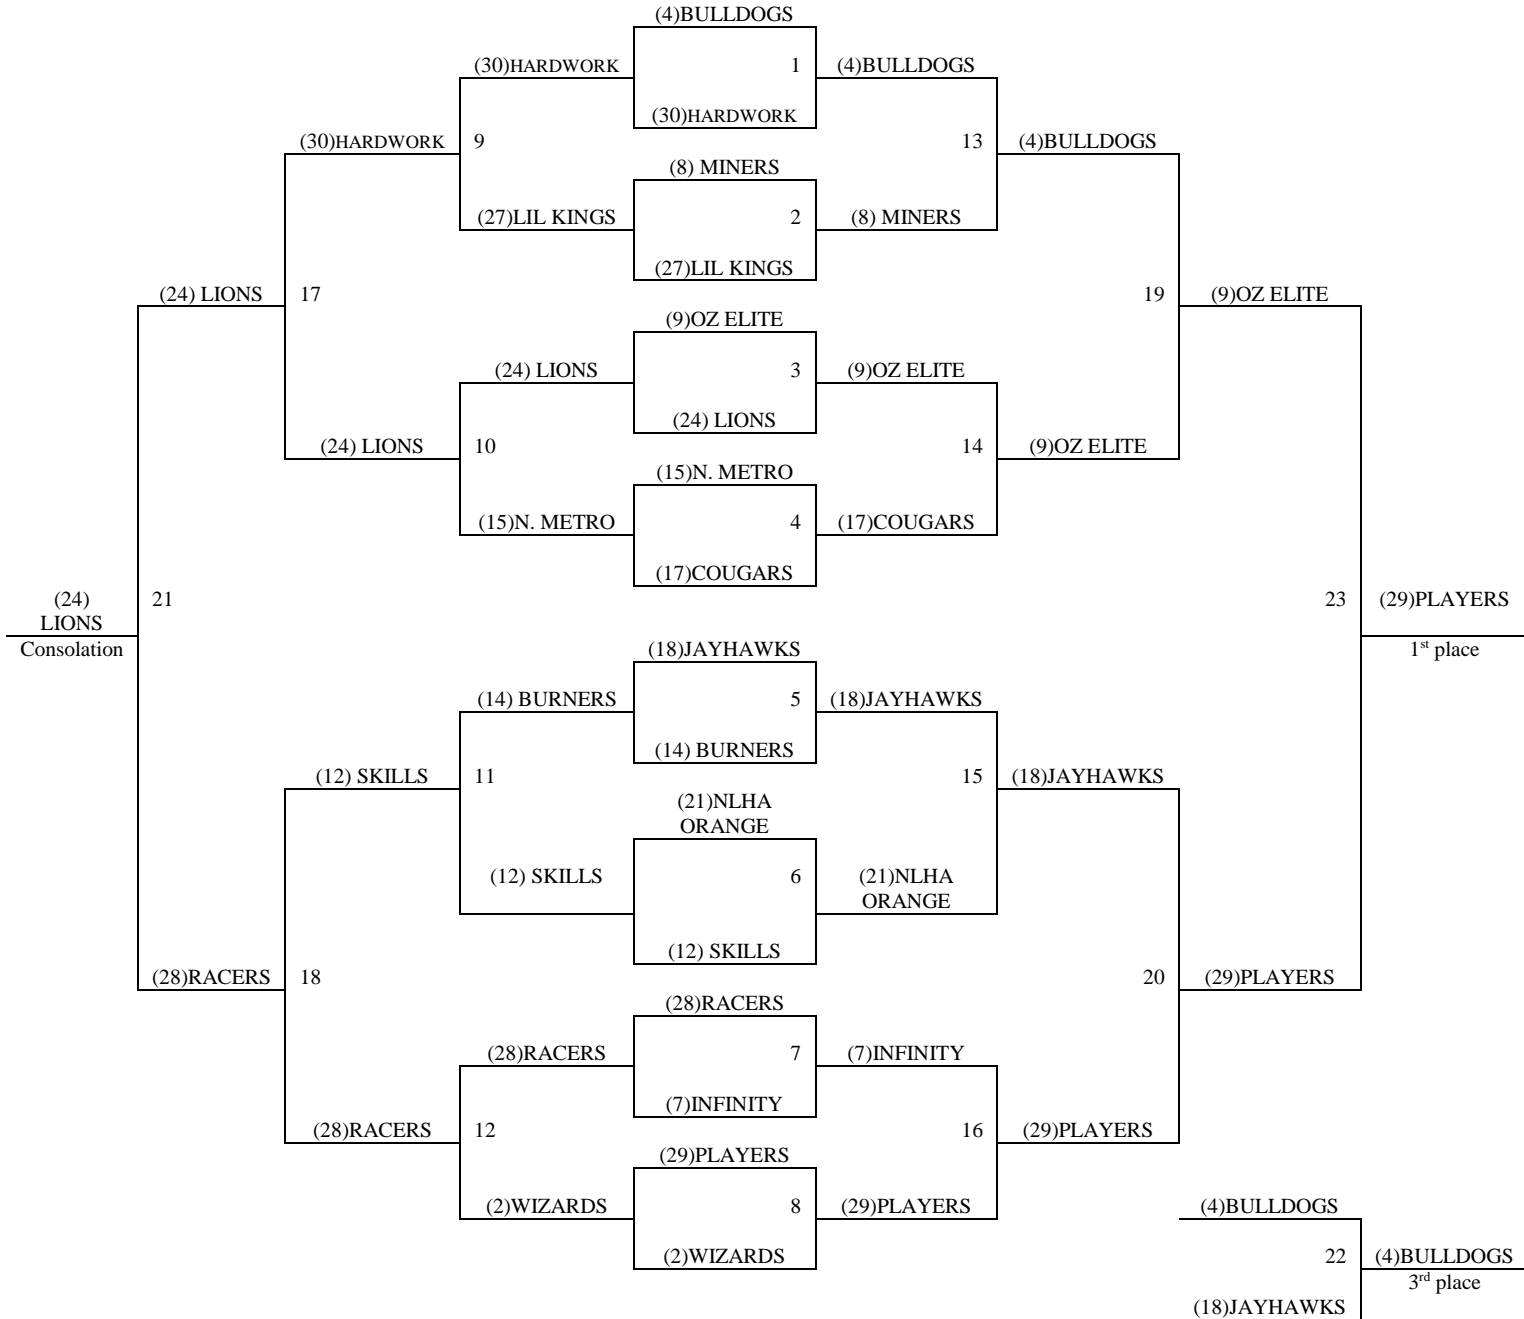 (4)BULLDOGS
(30)HARDWORK
1
(4)BULLDOGS
(30)HARDWORK
(30)HARDWORK
9
13
(4)BULLDOGS
(8) MINERS
(27)LIL KINGS
2
(8) MINERS
(27)LIL KINGS
(24) LIONS
17
19
(9)OZ ELITE
(9)OZ ELITE
(24) LIONS
3
(9)OZ ELITE
(24) LIONS
(24) LIONS
10
14
(9)OZ ELITE
(15)N. METRO
(15)N. METRO
4
(17)COUGARS
(17)COUGARS
(24)
LIONS
Consolation
21
23
(29)PLAYERS
1st place
(18)JAYHAWKS
(14) BURNERS
5
(18)JAYHAWKS
(14) BURNERS
(12) SKILLS
11
15
(18)JAYHAWKS
(21)NLHA
ORANGE
(12) SKILLS
6
(21)NLHA
ORANGE
(12) SKILLS
(28)RACERS
18
20
(29)PLAYERS
(28)RACERS
(28)RACERS
7
(7)INFINITY
(7)INFINITY
(28)RACERS
12
16
(29)PLAYERS
(29)PLAYERS
(2)WIZARDS
8
(29)PLAYERS
(2)WIZARDS
(4)BULLDOGS
22
(4)BULLDOGS
3rd place
(18)JAYHAWKS